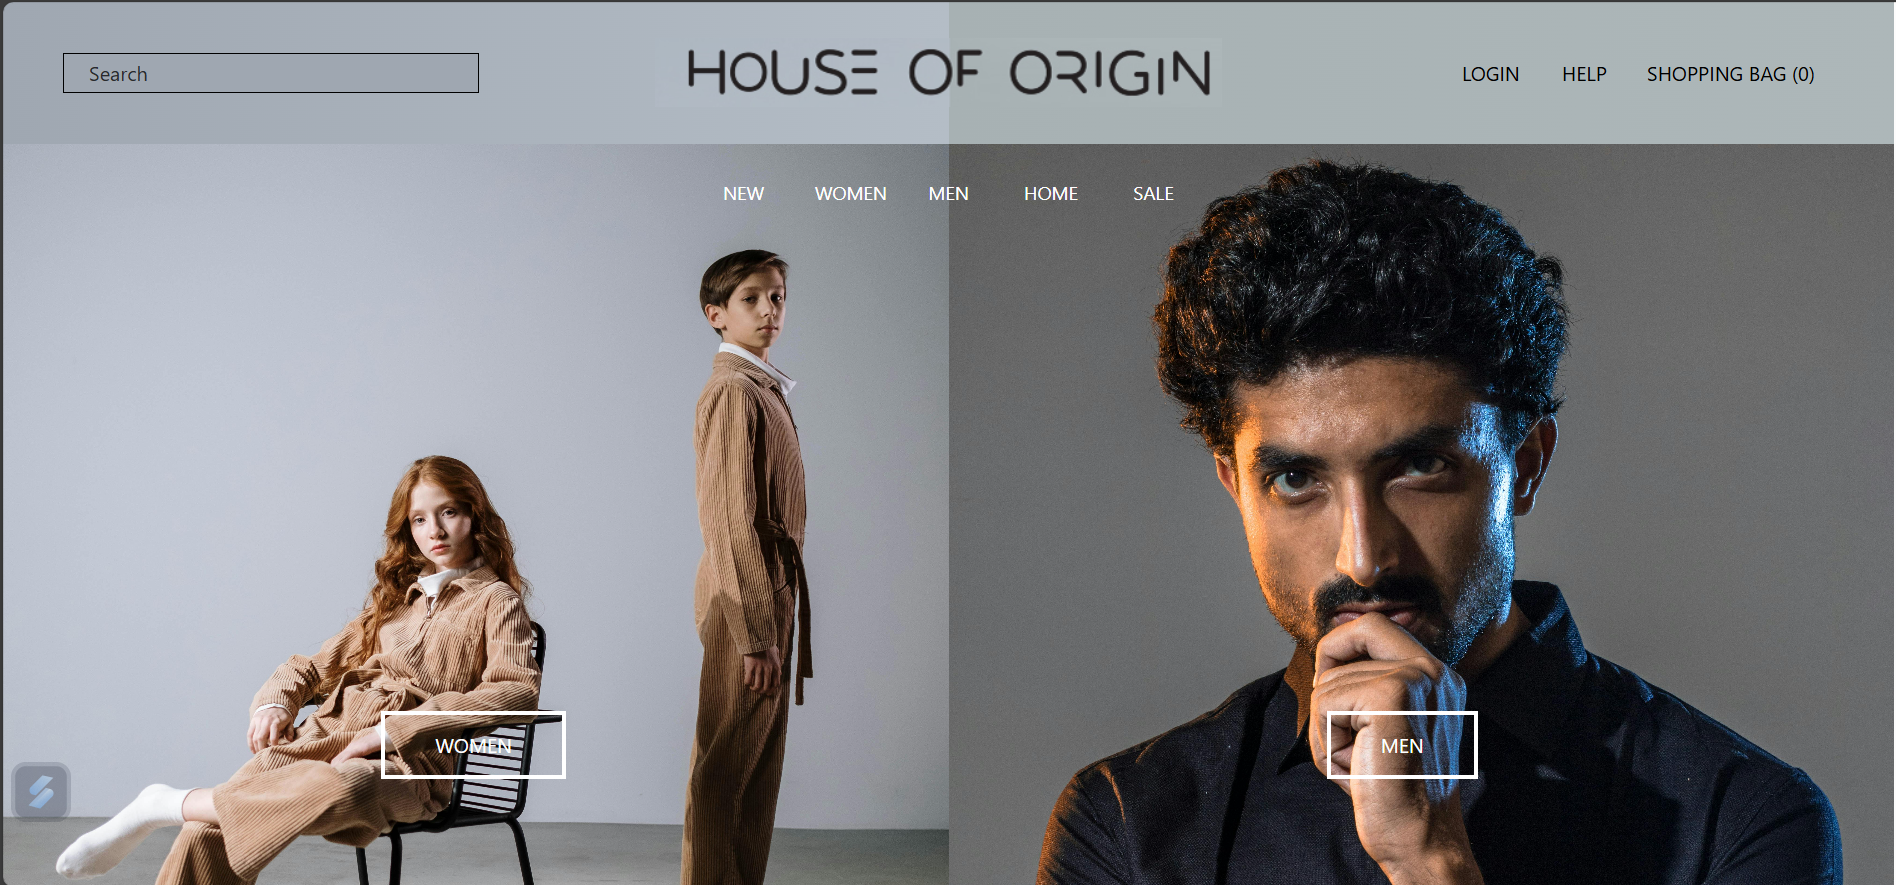 Search
HOUSE OF ORIGIN
LOGIN HELP SHOPPING BAG (0)
NEW WOMEN MEN HOME SALE
WOMEN
MEN